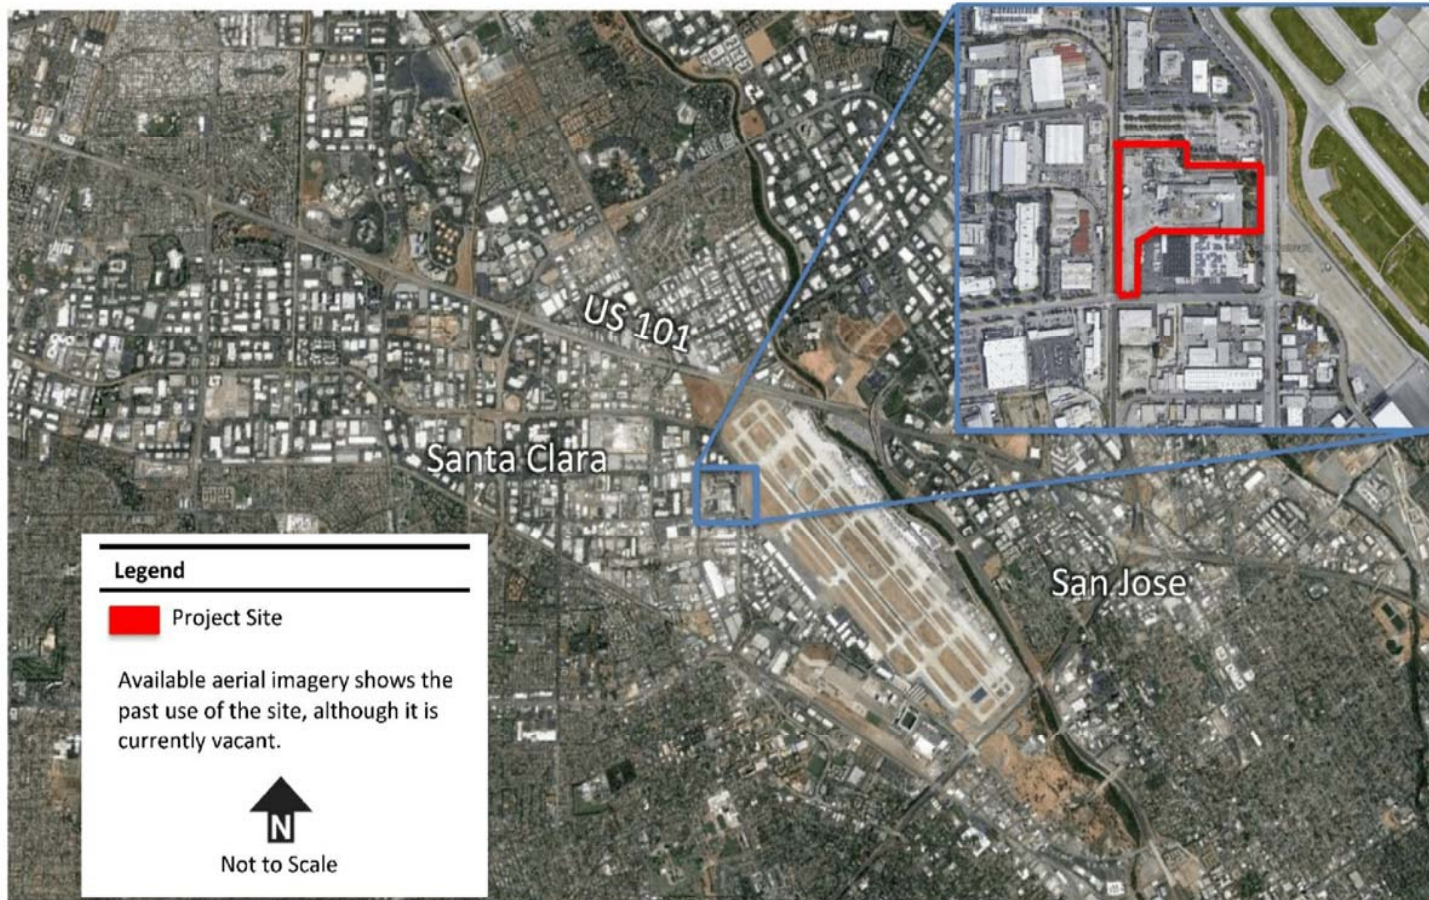 US 101
Santa Clara
San Jose
Legend
Project Site
Available aerial imagery shows the
past use of the site, although it is
currently vacant.
N
Not to Scale